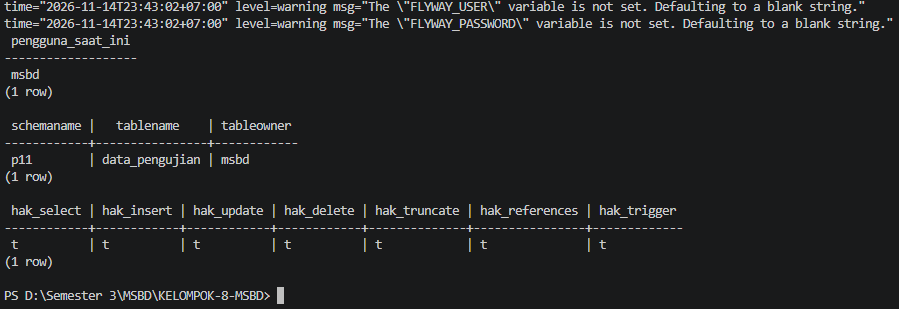 time="2026-11-14T23:43:02+07:00" level=warning msg="The \"FLYWAY_USER\" variable is not set. Defaulting to a blank string."
time="2026-11-14T23:43:02+07:00" level=warning msg="The \"FLYWAY_PASSWORD\" variable is not set. Defaulting to a blank string."
 pengguna_saat_ini
-------------------
 msbd
(1 row)

 schemaname |   tablename    | tableowner
------------+----------------+------------
 p11        | data_pengujian | msbd
(1 row)

 hak_select | hak_insert | hak_update | hak_delete | hak_truncate | hak_references | hak_trigger
------------+------------+------------+------------+--------------+----------------+-------------
 t          | t          | t          | t          | t            | t              | t
(1 row)

PS D:\Semester 3\MSBD\KELOMPOK-8-MSBD>